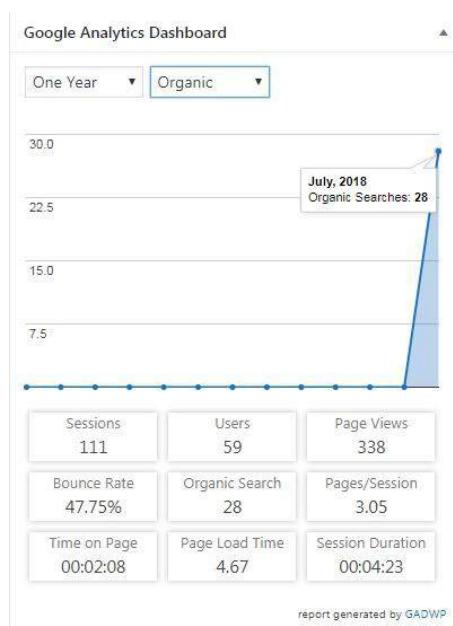 Google Analytics Dashboard
One Year Organic
30.0
July, 2018
Organic Searches: 28
22.5
15.0
7.5
Sessions Users Page Views
111 59 338
Bounce Rate Organic Search Pages/Session
47.75% 28 3.05
Time on Page Page Load Time Session Duration
00:02:08 4.67 00:04:23
report generated by GADWP